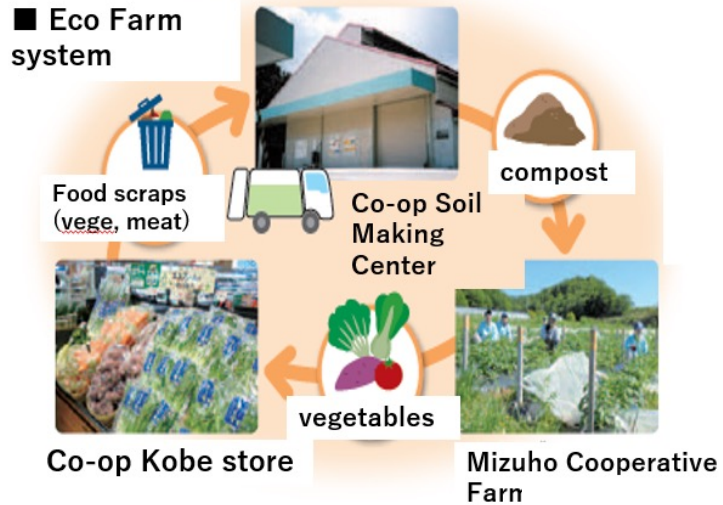 ■ Eco Farm
system
Food scraps
(vege, meat)
Co-op Soil
Making
Center
compost
vegetables
Co-op Kobe store
Mizuho Cooperative
Farm